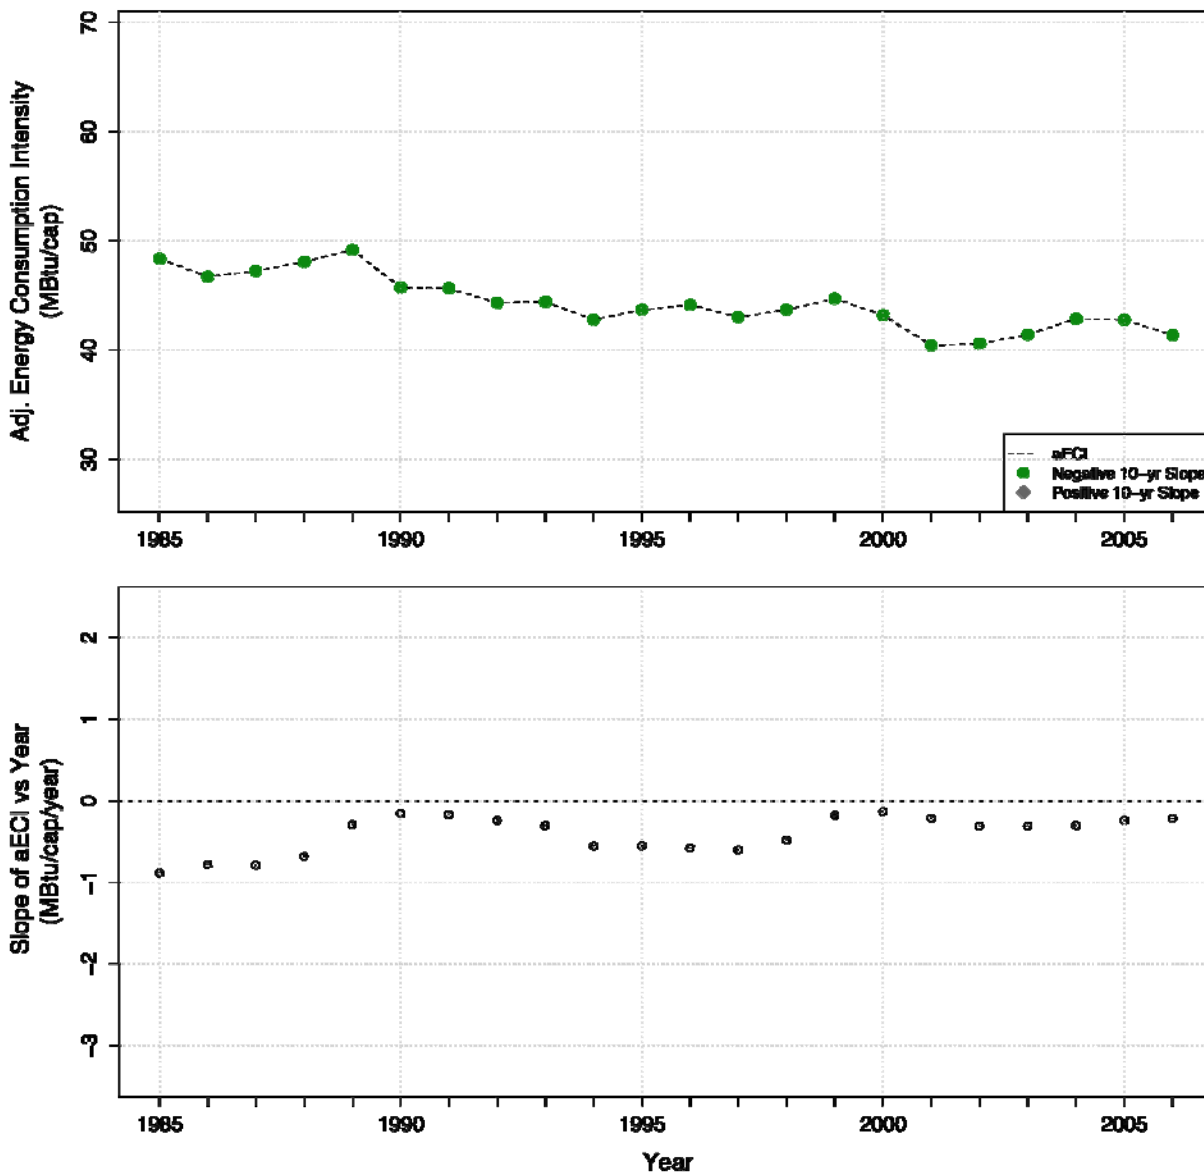 Adj. Energy Consumption Intensity
(MBtu/cap)
70
60
50
40
30
aECI
Negative 10-yr Slope
Positive 10-yr Slope
1985 1990 1995 2000 2005
Slope of aECI vs Year
(MBtu/cap/year)
2
1
0
-1
-2
-3
1985 1990 1995 2000 2005
Year